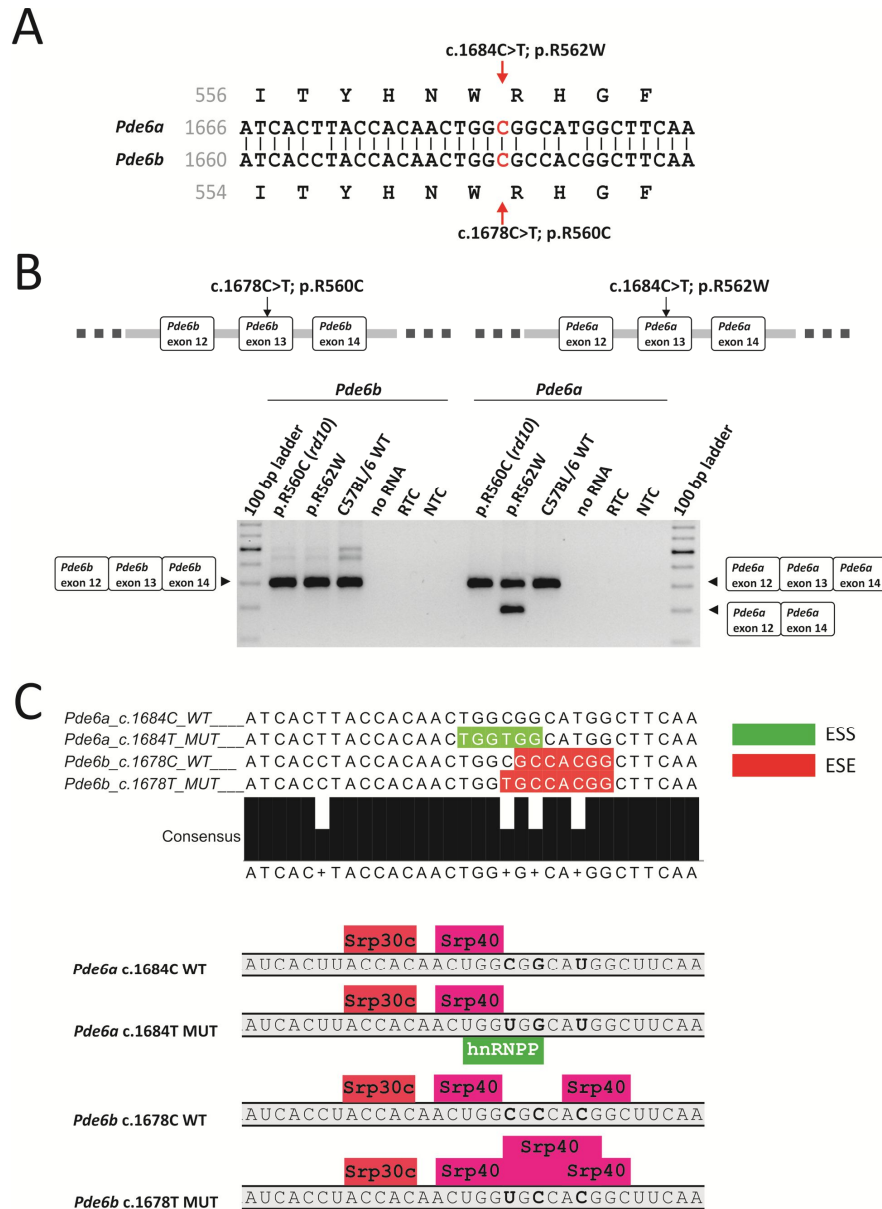 A
c.1684C>T; p.R562W
556 I T Y H N W R H G F
Pde6a 1666 ATCACTTACCACAACTGGCGGCATGGCTTCAA
Pde6b 1660 ATCACCTACCACAACTGGCGCCACGGCTTCAA
554 I T Y H N W R H G F
c.1678C>T; p.R560C
B
c.1678C>T; p.R560C c.1684C>T; p.R562W
Pde6b exon 12 Pde6b exon 13 Pde6b exon 14 Pde6a exon 12 Pde6a exon 13 Pde6a exon 14
Pde6b Pde6a
100 bp ladder p.R560C (rd10) p.R562W C57BL/6 WT no RNA RTC NTC p.R560C (rd10) p.R562W C57BL/6 WT no RNA RTC NTC 100 bp ladder
Pde6b exon 12 Pde6b exon 13 Pde6b exon 14 Pde6a exon 12 Pde6a exon 13 Pde6a exon 14
Pde6a exon 12 Pde6a exon 14
C
Pde6a_c.1684C_WT____ATCACTTACCACAACTGGCGGCATGGCTTCAA
Pde6a_c.1684T_MUT___ATCACTTACCACAACTGGTGGCATGGCTTCAA
Pde6b_c.1678C_WT___ATCACCTACCACAACTGGCGCCACGGCTTCAA
Pde6b_c.1678T_MUT___ATCACCTACCACAACTGGTGCCACGGCTTCAA
ESS
ESE
Consensus
ATCAC+TACCACAACTGG+G+CA+GGCTTCAA
Srp30c Srp40
Pde6a c.1684C WT AUCACUUACCACAACUGGCGGCAUGGCUUCAA
Srp30c Srp40
Pde6a c.1684T MUT AUCACUUACCACAACUGGUGGCAUGGCUUCAA
hnRNPP
Srp30c Srp40 Srp40
Pde6b c.1678C WT AUCACCUACCACAACUGGCGCCACGGCUUCAA
Srp40
Srp30c Srp40 Srp40
Pde6b c.1678T MUT AUCACCUACCACAACUGGUGCCACGGCUUCAA